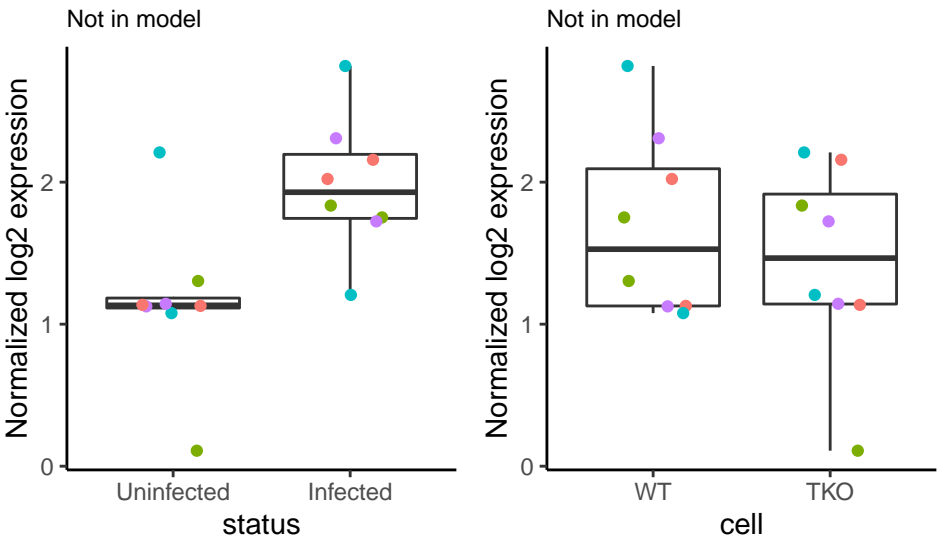 Not in model
Normalized log2 expression
2
1
0
Uninfected
Infected
status
Not in model
Normalized log2 expression
2
1
0
WT
TKO
cell